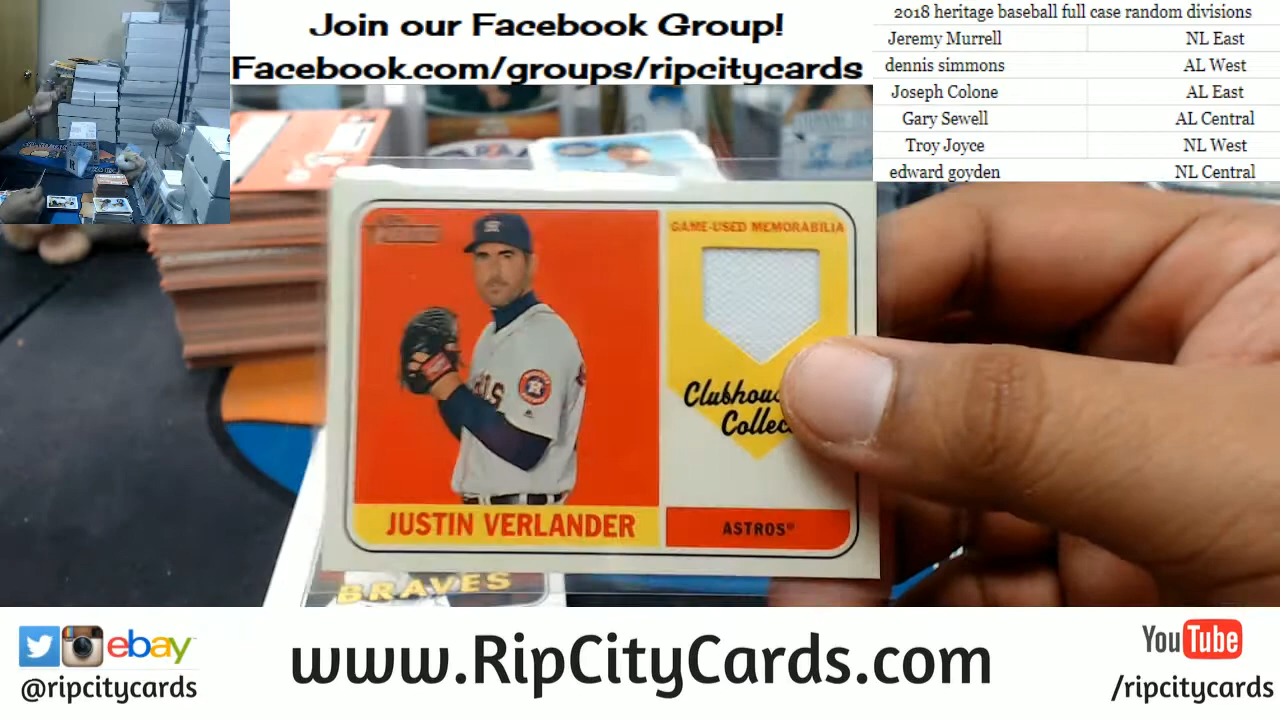 Join our Facebook Group!
Facebook.com/groups/ripcitycards
2018 heritage baseball full case random divisions
Jeremy Murrell NL East
dennis simmons AL West
Joseph Colone AL East
Gary Sewell AL Central
Troy Joyce NL West
edward goyden NL Central
GAME-USED MEMORABILIA
JUSTIN VERLANDER
ASTROS®
BRAVES
ebay
@ripcitycards
www.RipCityCards.com
YouTube
/ripcitycards